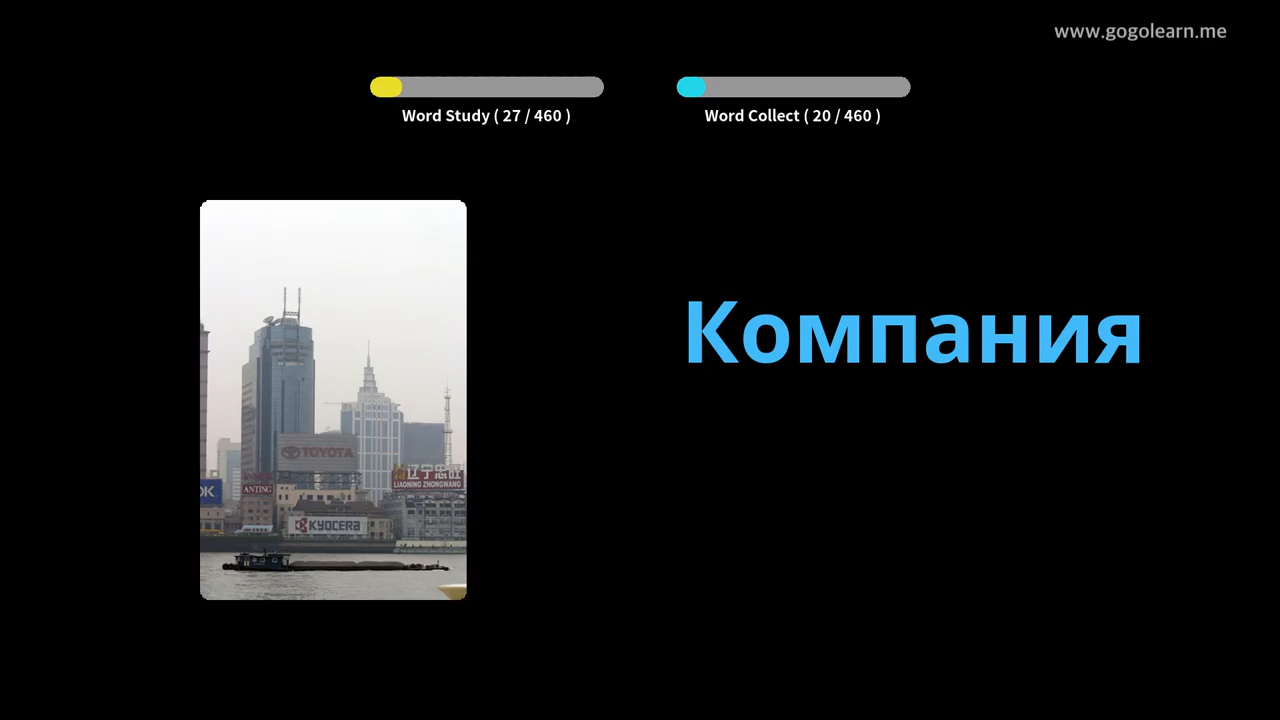 www.gogolearn.me
Word Study ( 27 / 460 )
Word Collect ( 20 / 460 )
Компания
TOYOTA
辽宁忠旺
LIAONING ZHONGWANG
OK
ANTING
KYOCERA